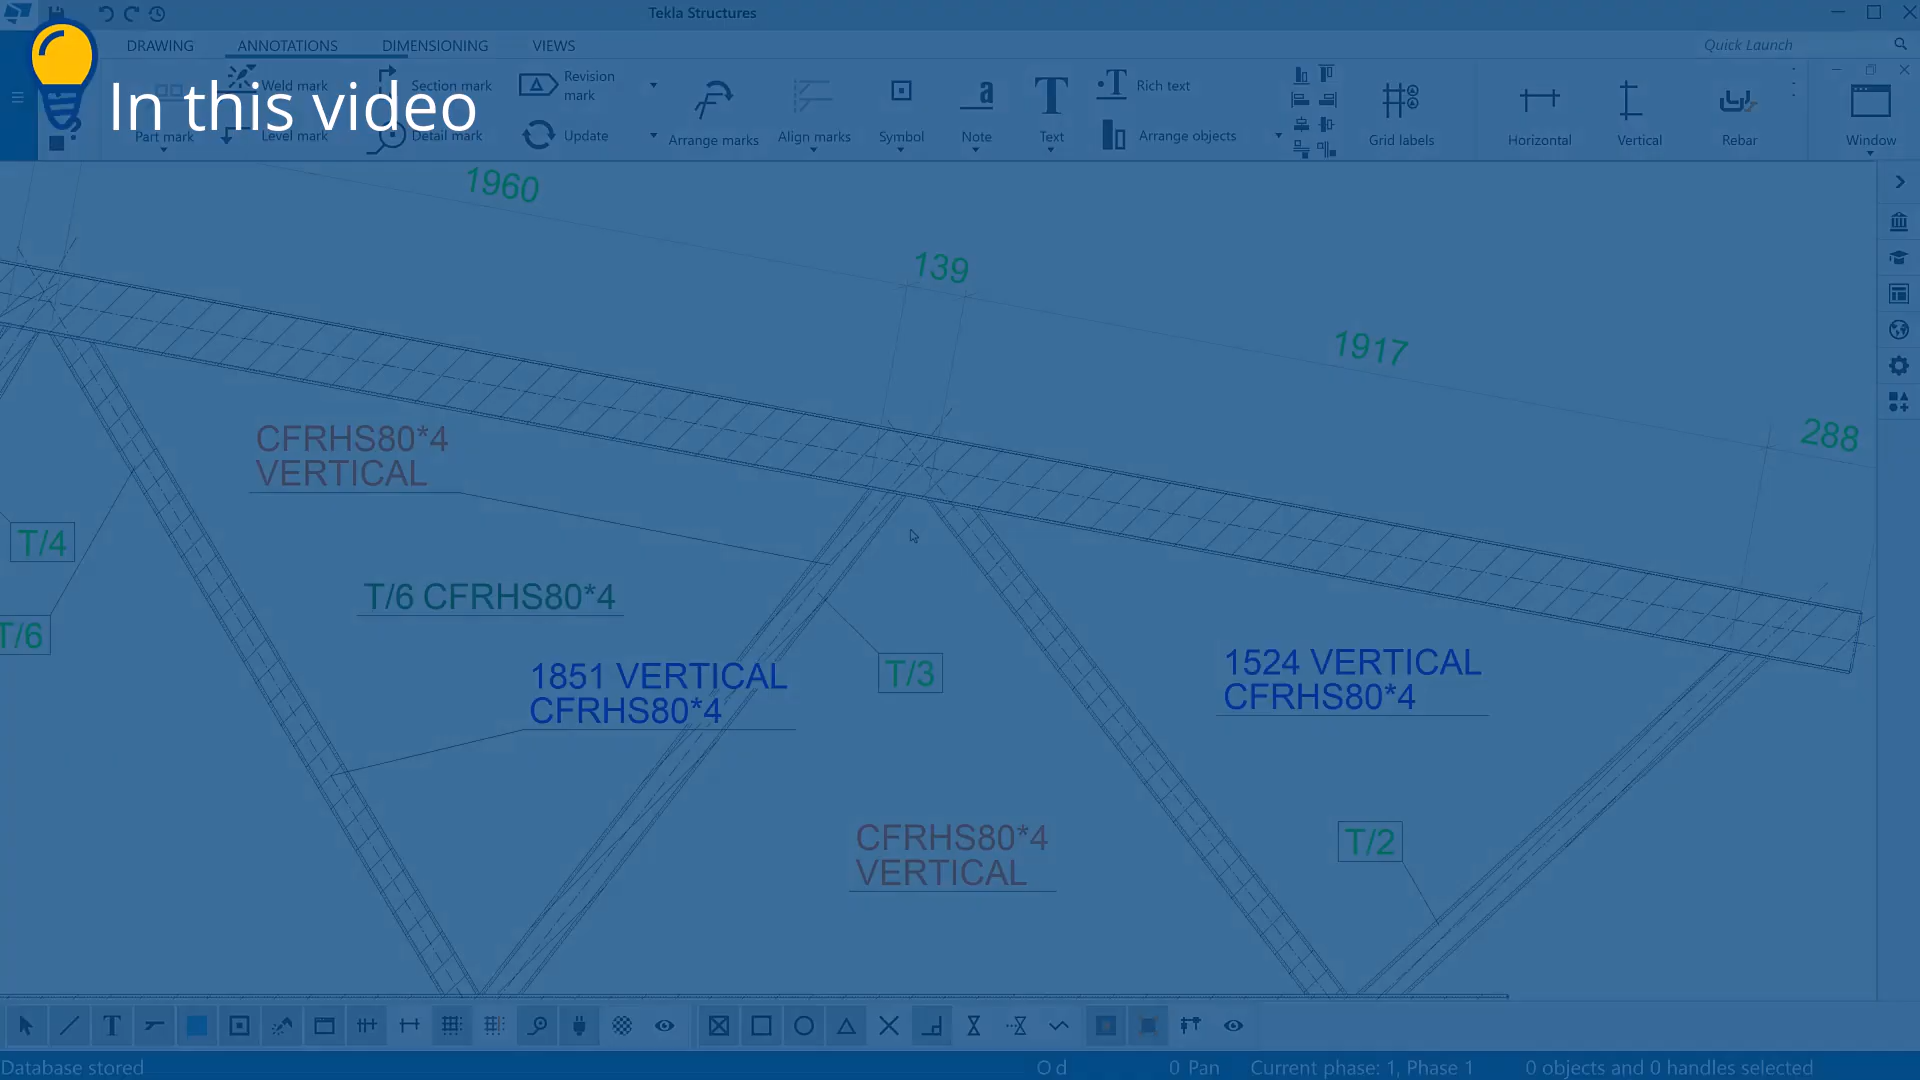 Tekla Structures
DRAWING ANNOTATIONS DIMENSIONING VIEWS Quick Launch
In this video
Weld mark
Section mark
Revision
mark
Rich text
Part mark
Level mark
Detail mark
Update
Arrange marks
Align marks
Symbol
Note
Text
Arrange objects
Grid labels
Horizontal
Vertical
Rebar
Window
1960
139
1917
288
CFRHS80*4
VERTICAL
T/4
T/6 CFRHS80*4
T/6
1851 VERTICAL
CFRHS80*4
T/3
1524 VERTICAL
CFRHS80*4
CFRHS80*4
VERTICAL
T/2
Database stored O d 0 Pan Current phase: 1, Phase 1 0 objects and 0 handles selected